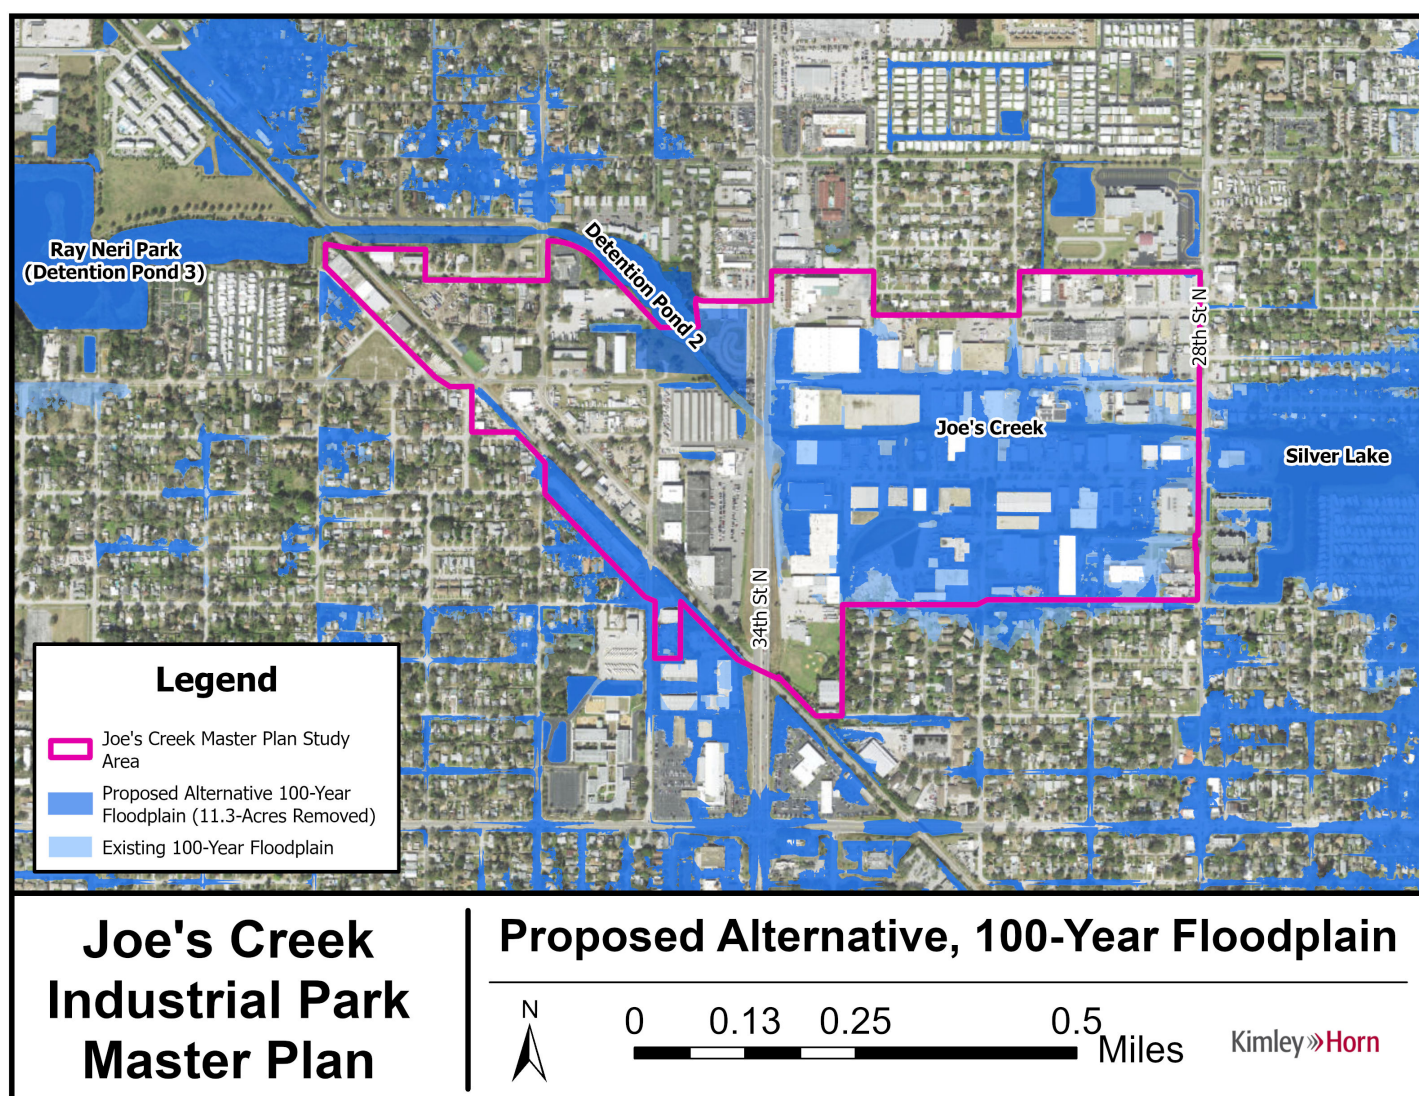 Ray Neri Park
(Detention Pond 3)
Detention Pond 2
28th St N
Joe's Creek
Silver Lake
34th St N
Legend
Joe's Creek Master Plan Study
Area
Proposed Alternative 100-Year
Floodplain (11.3-Acres Removed)
Existing 100-Year Floodplain
Joe's Creek
Industrial Park
Master Plan
Proposed Alternative, 100-Year Floodplain
N
0 0.13 0.25 0.5
Miles
Kimley»Horn